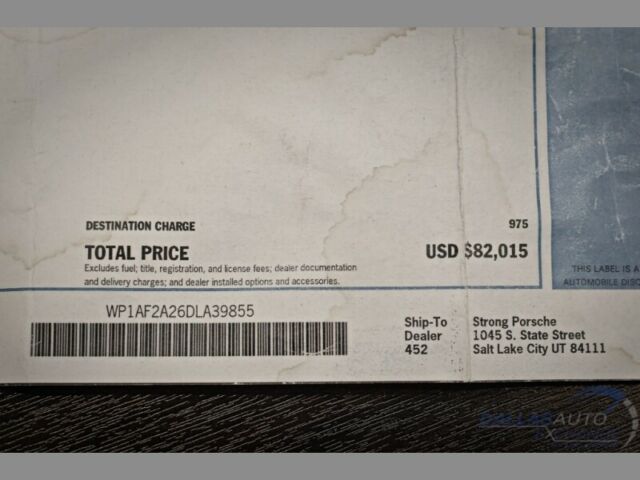 DESTINATION CHARGE 975
TOTAL PRICE USD $82,015
Excludes fuel; title, registration, and license fees; dealer documentation
and delivery charges; and dealer installed options and accessories.
THIS LABEL IS A
AUTOMOBILE DISC
WP1AF2A26DLA39855
Ship-To Dealer 452
Strong Porsche
1045 S. State Street
Salt Lake City UT 84111
DALLAS AUTO